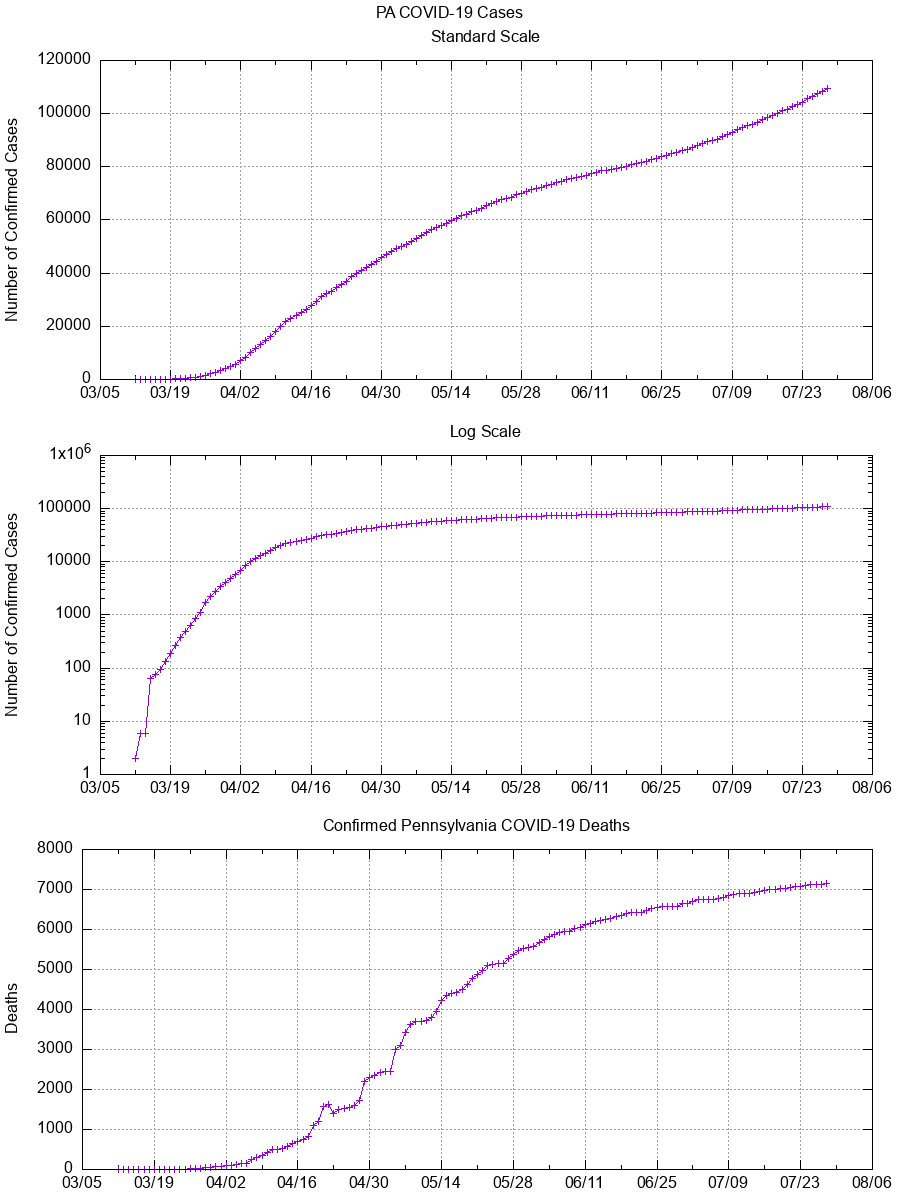 PA COVID-19 Cases
Standard Scale
120000
100000
80000
60000
40000
20000
0
Number of Confirmed Cases
03/05 03/19 04/02 04/16 04/30 05/14 05/28 06/11 06/25 07/09 07/23 08/06
Log Scale
1x10⁶
100000
10000
1000
100
10
1
Number of Confirmed Cases
03/05 03/19 04/02 04/16 04/30 05/14 05/28 06/11 06/25 07/09 07/23 08/06
Confirmed Pennsylvania COVID-19 Deaths
8000
7000
6000
5000
4000
3000
2000
1000
0
Deaths
03/05 03/19 04/02 04/16 04/30 05/14 05/28 06/11 06/25 07/09 07/23 08/06